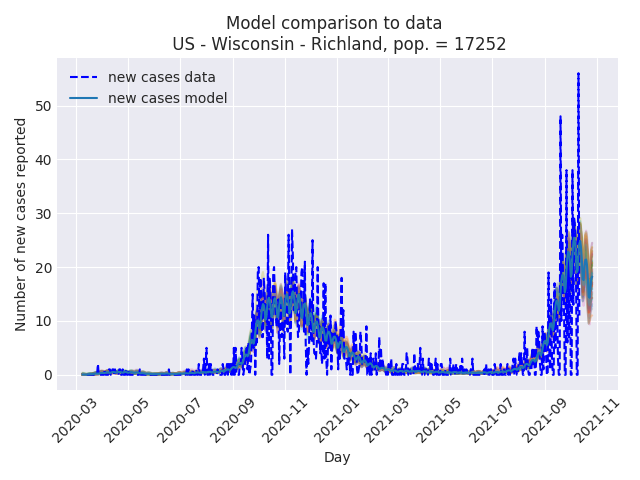 Model comparison to data
US - Wisconsin - Richland, pop. = 17252
new cases data
new cases model
Number of new cases reported
50
40
30
20
10
0
2020-03
2020-05
2020-07
2020-09
2020-11
2021-01
2021-03
2021-05
2021-07
2021-09
2021-11
Day